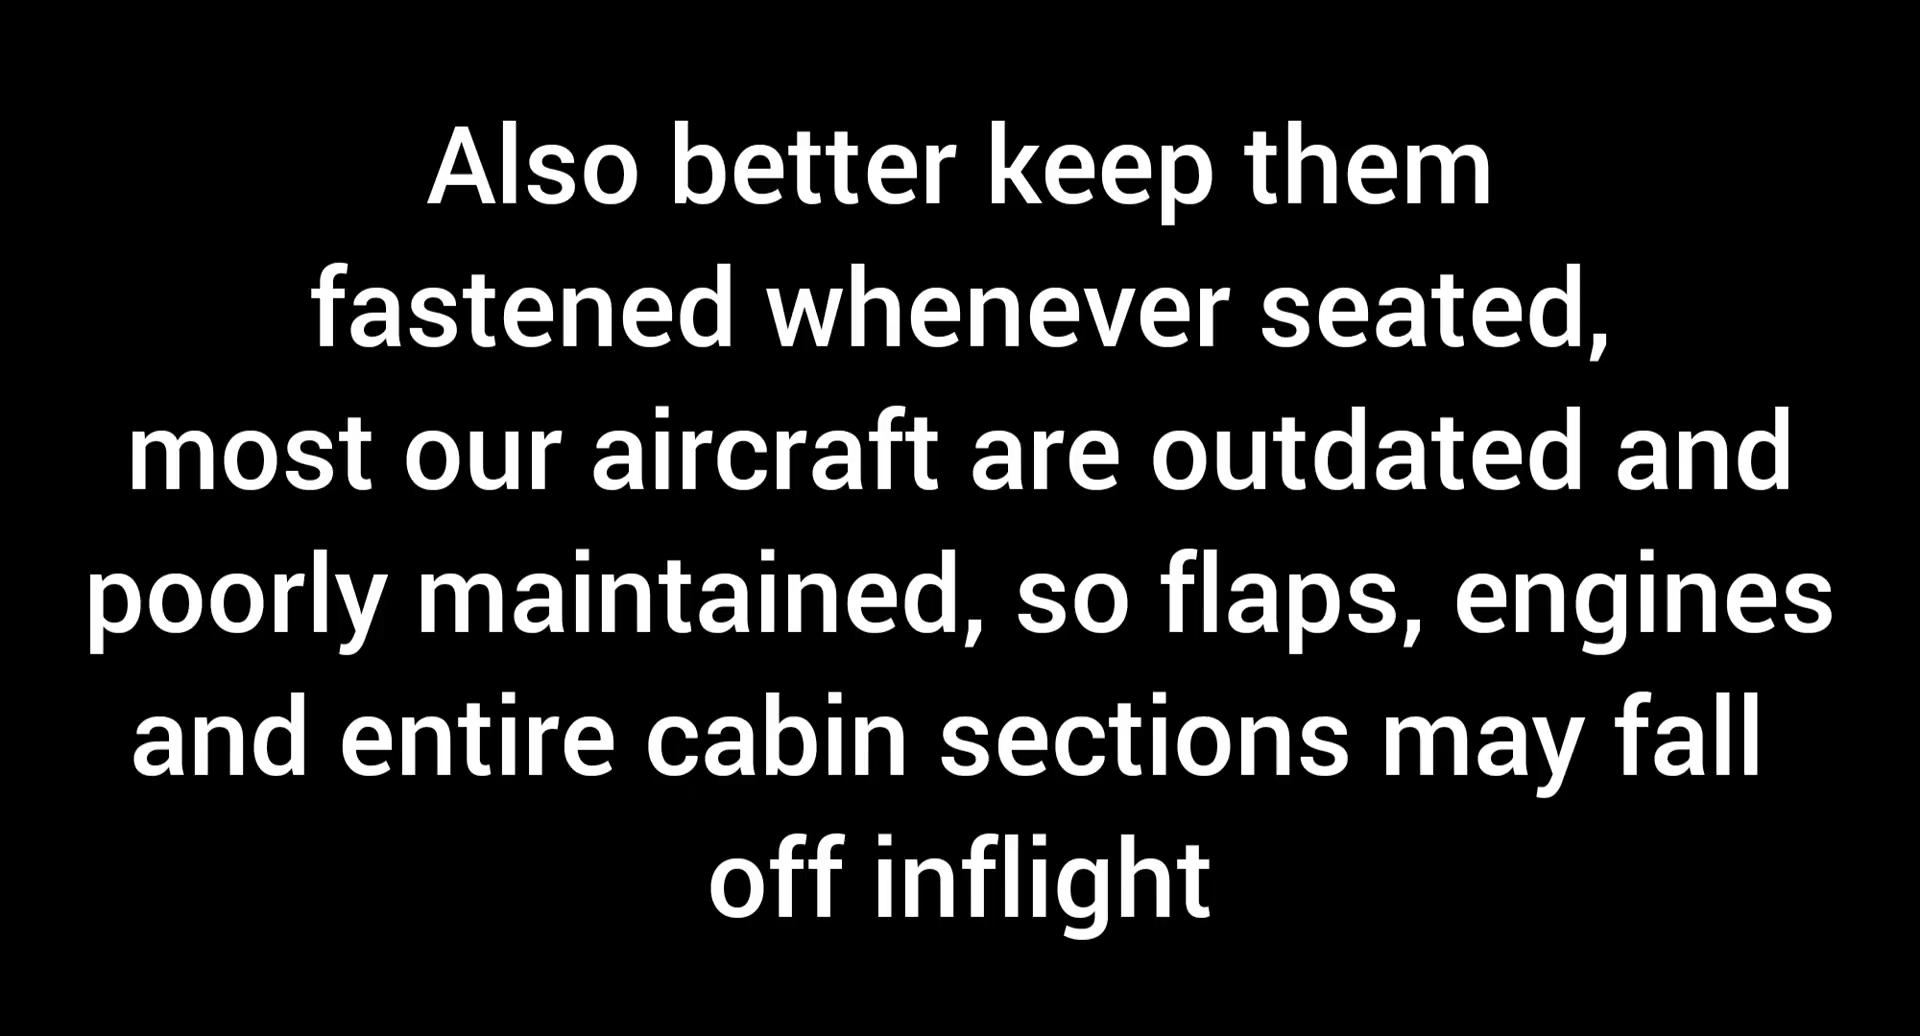 Also better keep them
fastened whenever seated,
most our aircraft are outdated and
poorly maintained, so flaps, engines
and entire cabin sections may fall
off inflight